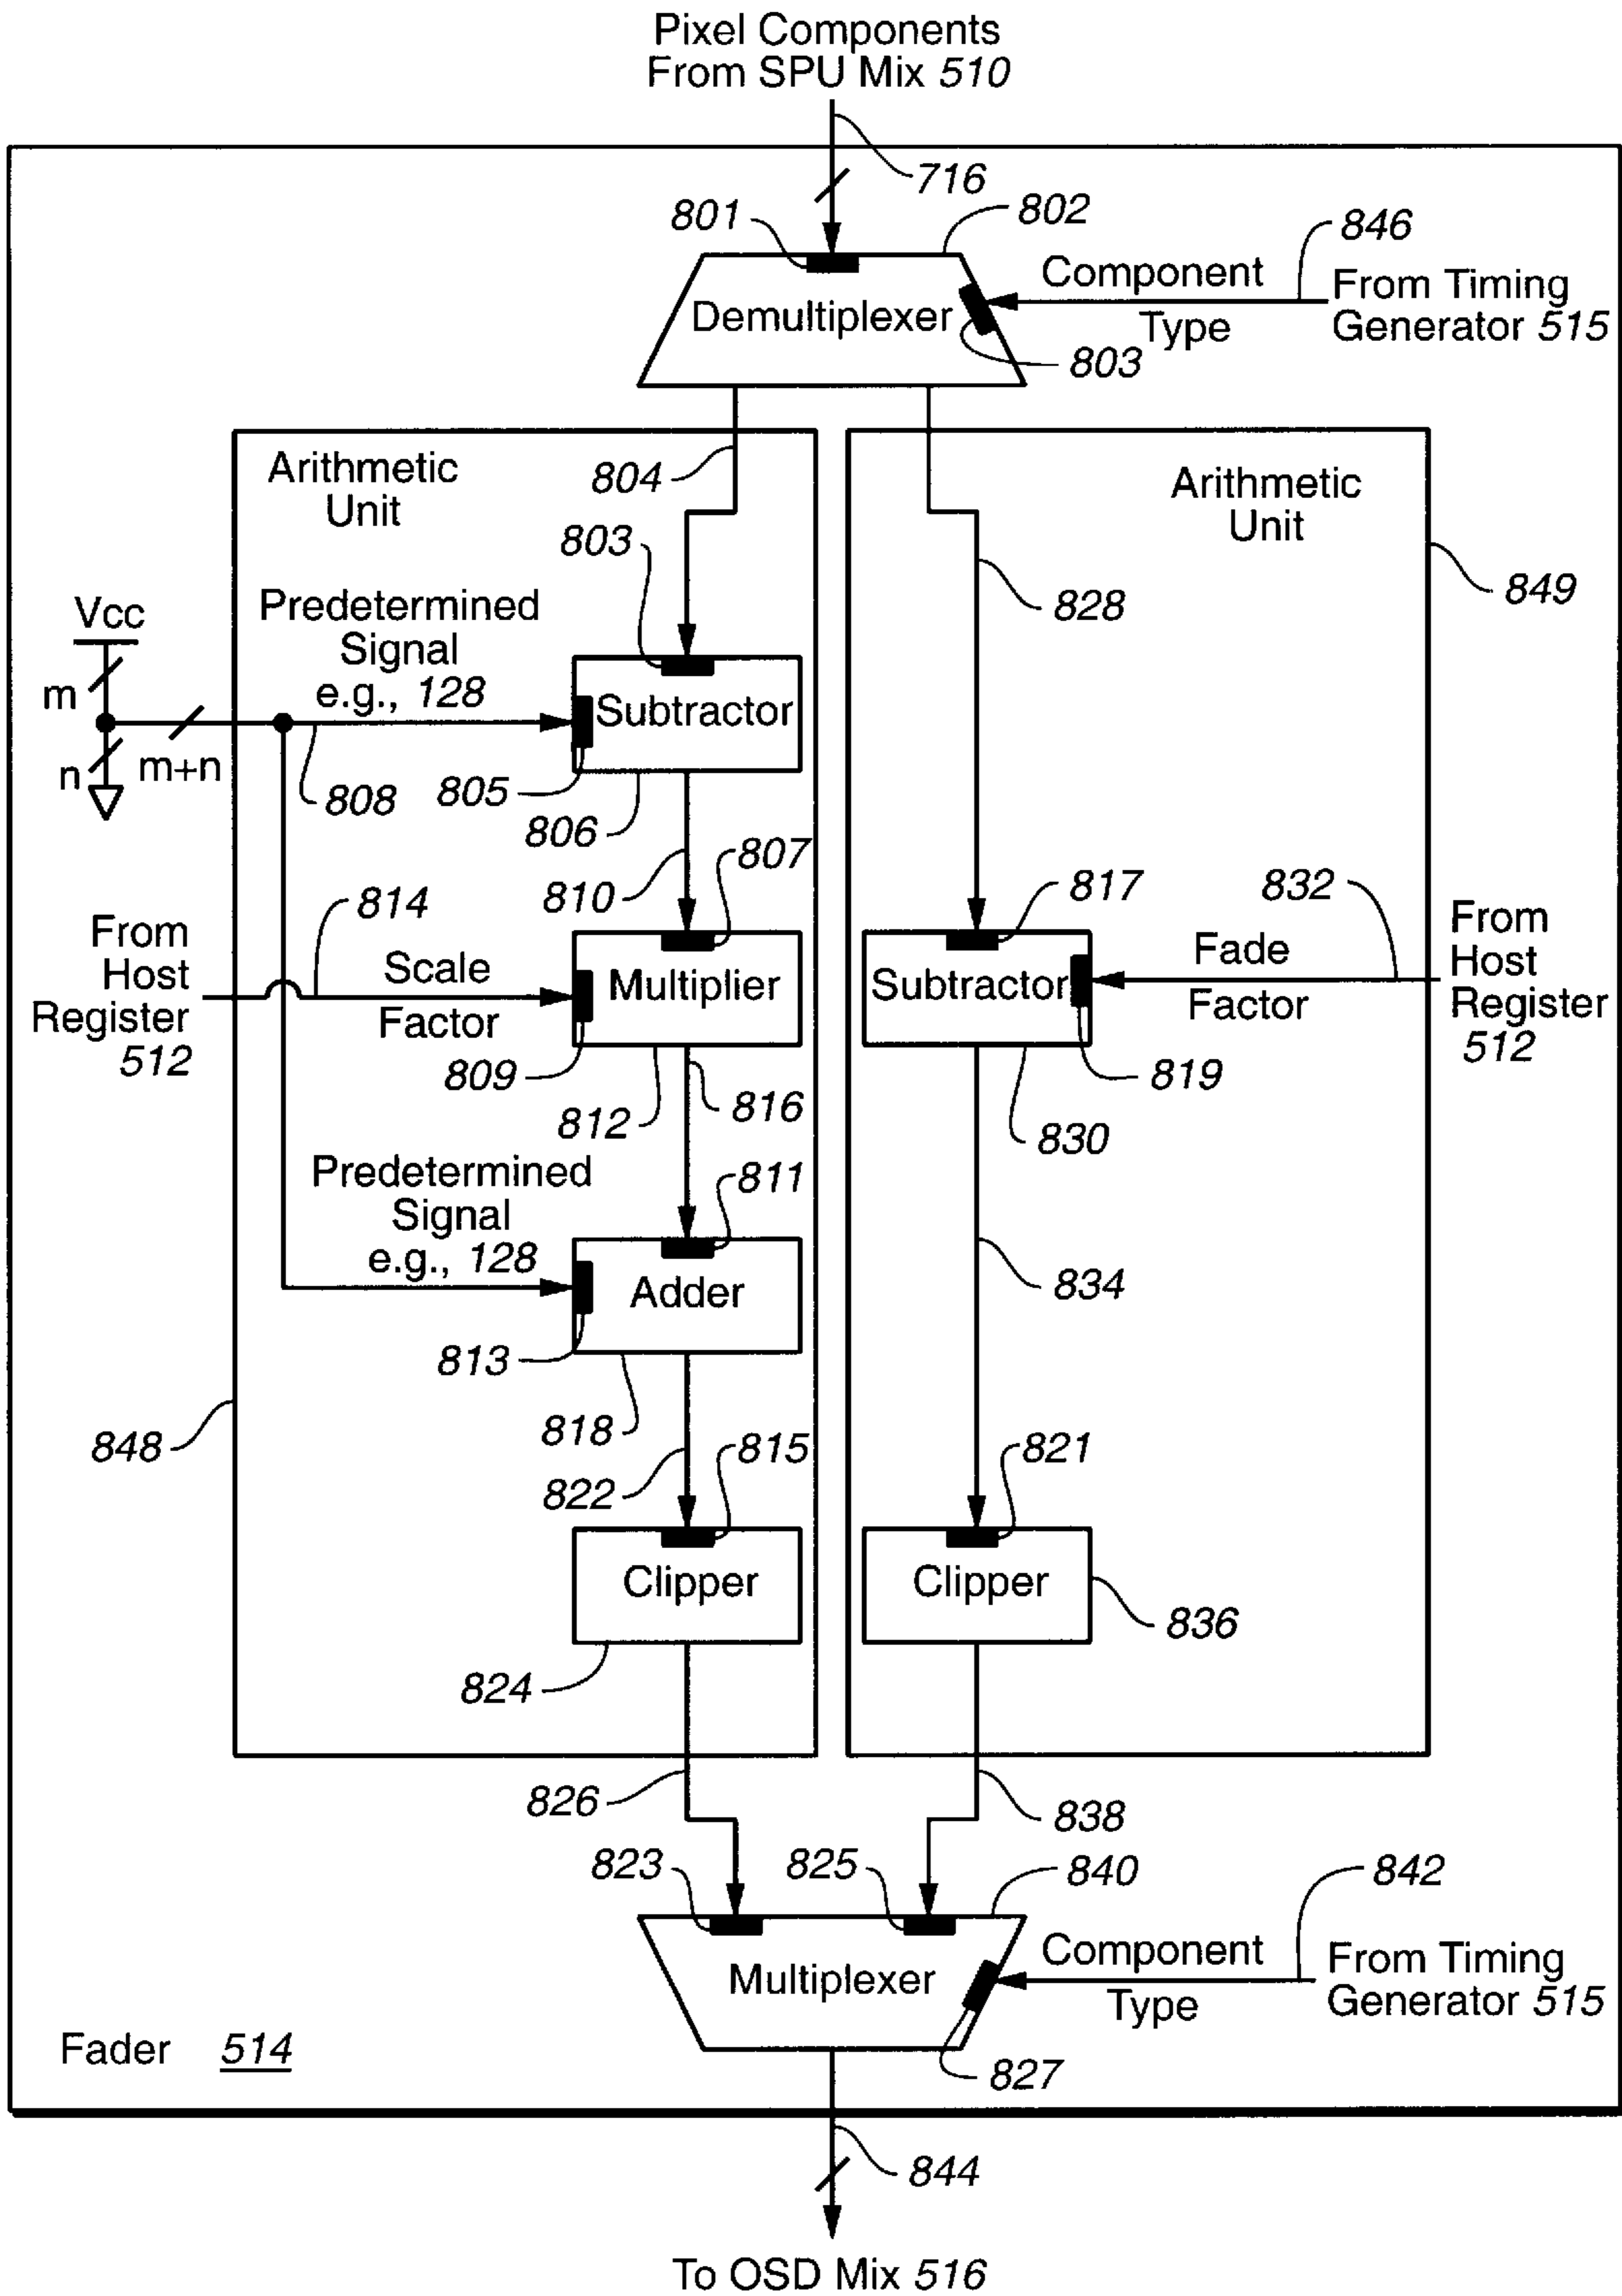 Pixel Components
From SPU Mix 510
716
801
802
846
Component
Type
From Timing
Generator 515
Demultiplexer
803
Arithmetic
Unit
804
Arithmetic
Unit
803
849
828
Vcc
Predetermined
Signal
e.g., 128
m
Subtractor
n
m+n
808
805
806
807
810
814
817
832
From
Host
Register
512
Scale
Factor
Multiplier
Subtractor
Fade
Factor
From
Host
Register
512
809
819
816
812
830
Predetermined
Signal
e.g., 128
811
Adder
834
813
818
848
815
821
822
Clipper
Clipper
836
824
826
838
823
825
840
842
Multiplexer
Component
Type
From Timing
Generator 515
Fader 514
827
844
To OSD Mix 516